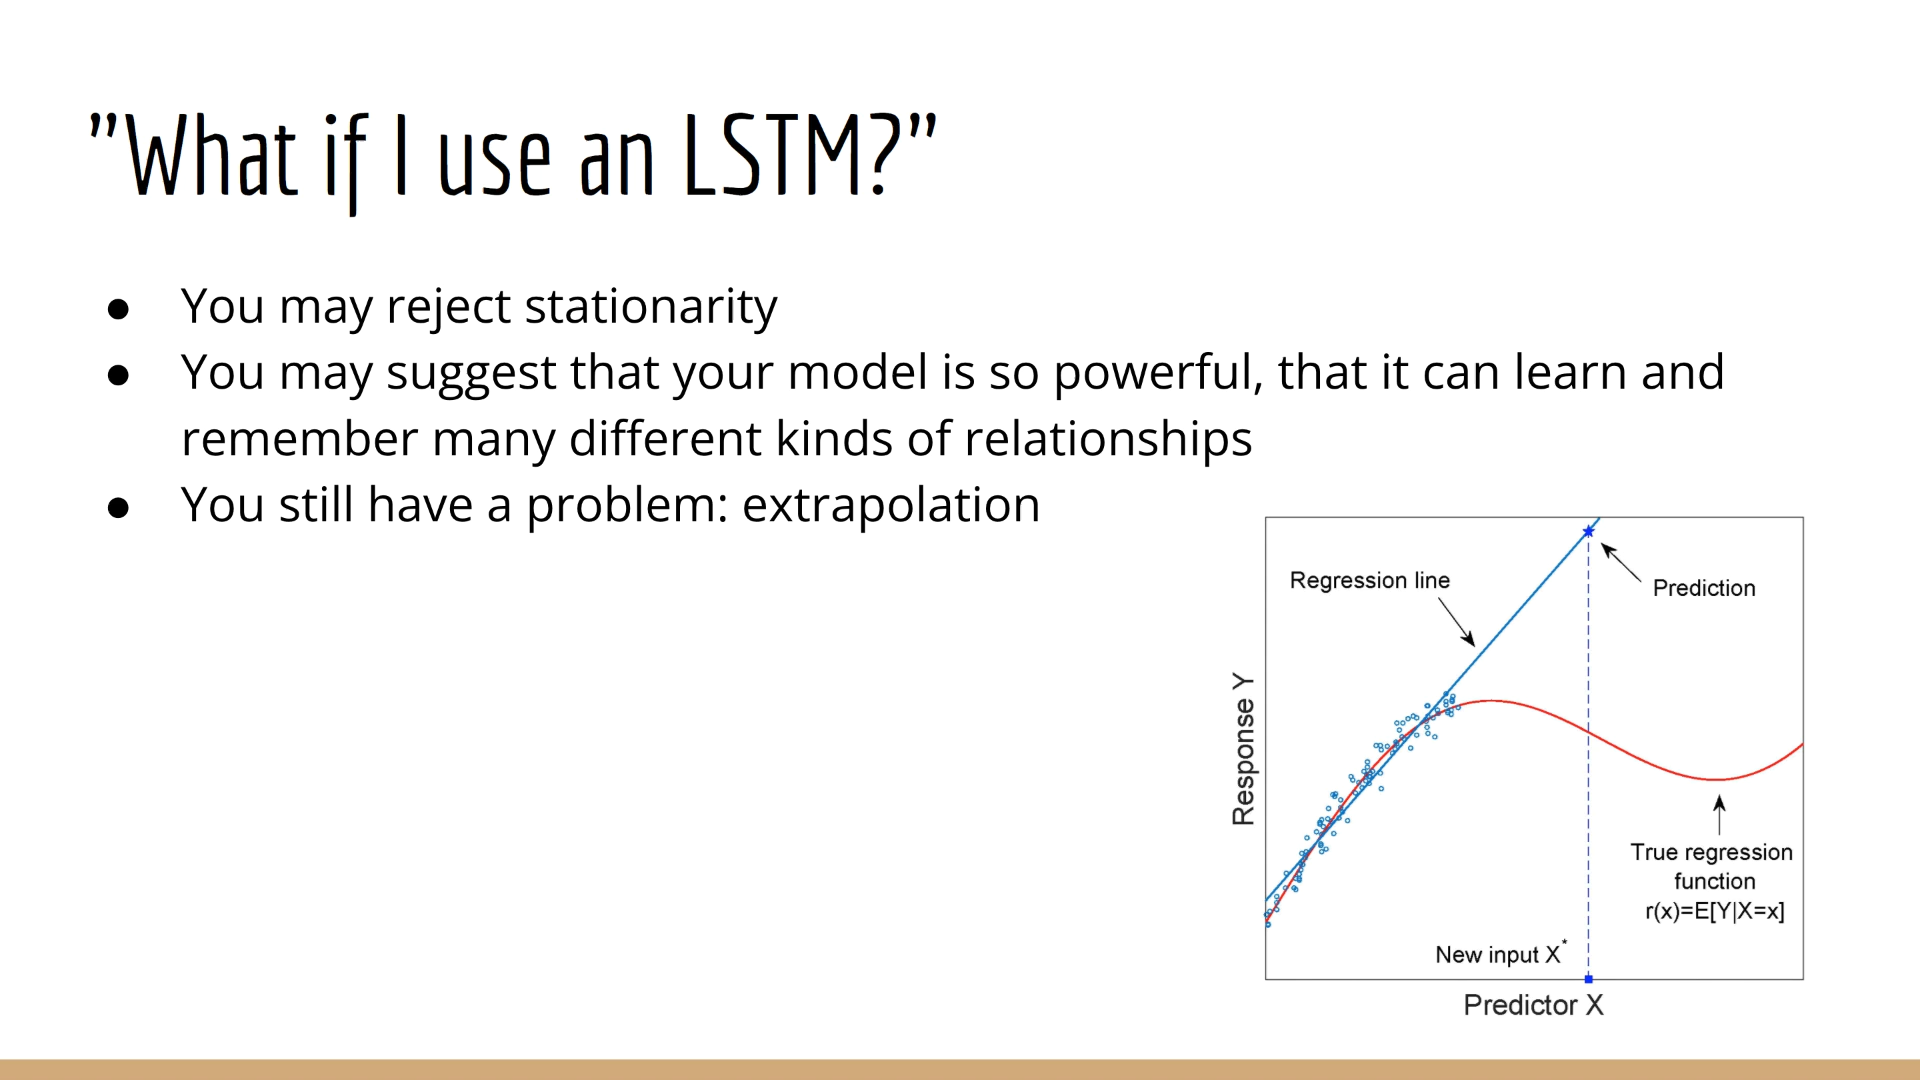 ”What if I use an LSTM?”
● You may reject stationarity
● You may suggest that your model is so powerful, that it can learn and
remember many different kinds of relationships
● You still have a problem: extrapolation
Regression line
Prediction
Response Y
True regression
function
r(x)=E[Y|X=x]
New input X*
Predictor X